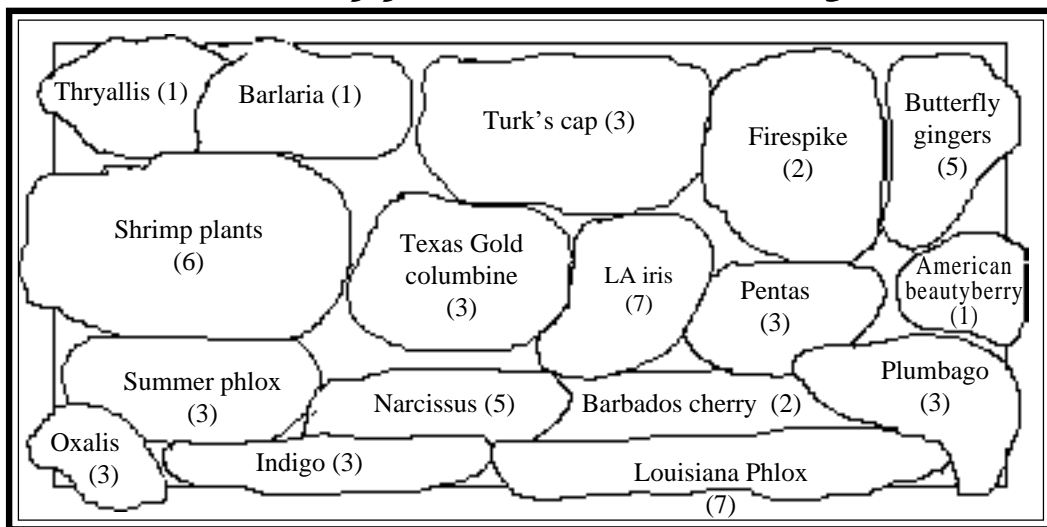 Thryallis (1)
Barlaria (1)
Turk's cap (3)
Firespike
(2)
Butterfly
gingers
(5)
Shrimp plants
(6)
Texas Gold
columbine
(3)
LA iris
(7)
Pentas
(3)
American
beautyberry
(1)
Summer phlox
(3)
Narcissus (5)
Barbados cherry (2)
Plumbago
(3)
Oxalis
(3)
Indigo (3)
Louisiana Phlox
(7)